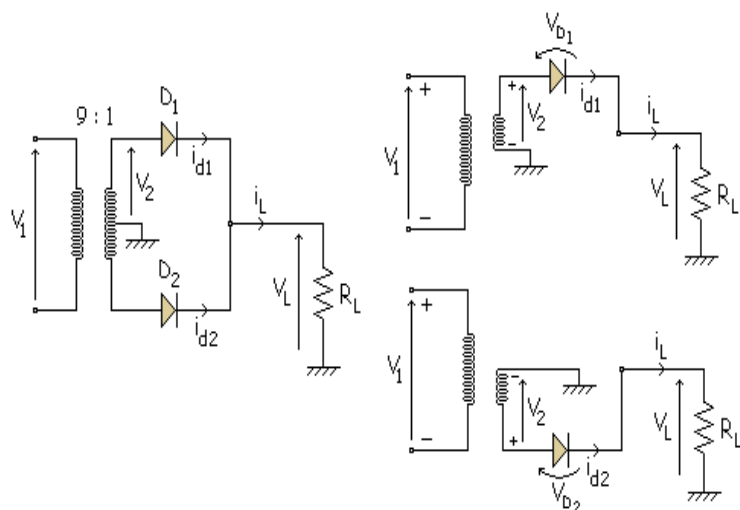 9 : 1
D1
id1
V1
V2
iL
D2
id2
VL
RL
VD1
+
+
id1
V2
iL
V1
-
VL
RL
-
+
iL
V1
-
V2
VL
RL
-
+
id2
VD2